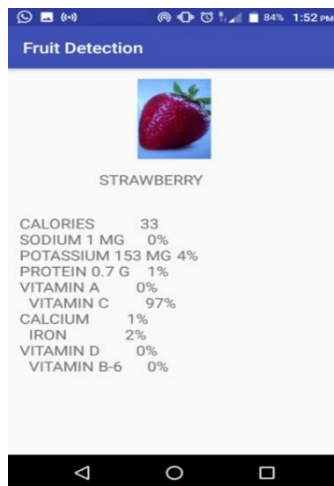 84% 1:52 PM
Fruit Detection
STRAWBERRY
CALORIES 33
SODIUM 1 MG 0%
POTASSIUM 153 MG 4%
PROTEIN 0.7 G 1%
VITAMIN A 0%
VITAMIN C 97%
CALCIUM 1%
IRON 2%
VITAMIN D 0%
VITAMIN B-6 0%